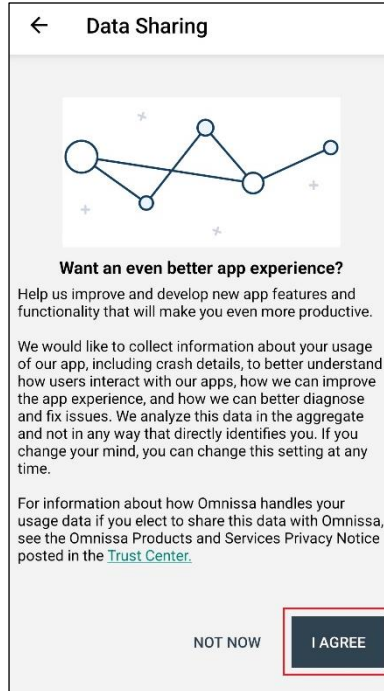 Data Sharing
Want an even better app experience?
Help us improve and develop new app features and
functionality that will make you even more productive.
We would like to collect information about your usage
of our app, including crash details, to better understand
how users interact with our apps, how we can improve
the app experience, and how we can better diagnose
and fix issues. We analyze this data in the aggregate
and not in any way that directly identifies you. If you
change your mind, you can change this setting at any
time.
For information about how Omnissa handles your
usage data if you elect to share this data with Omnissa,
see the Omnissa Products and Services Privacy Notice
posted in the Trust Center.
NOT NOW I AGREE